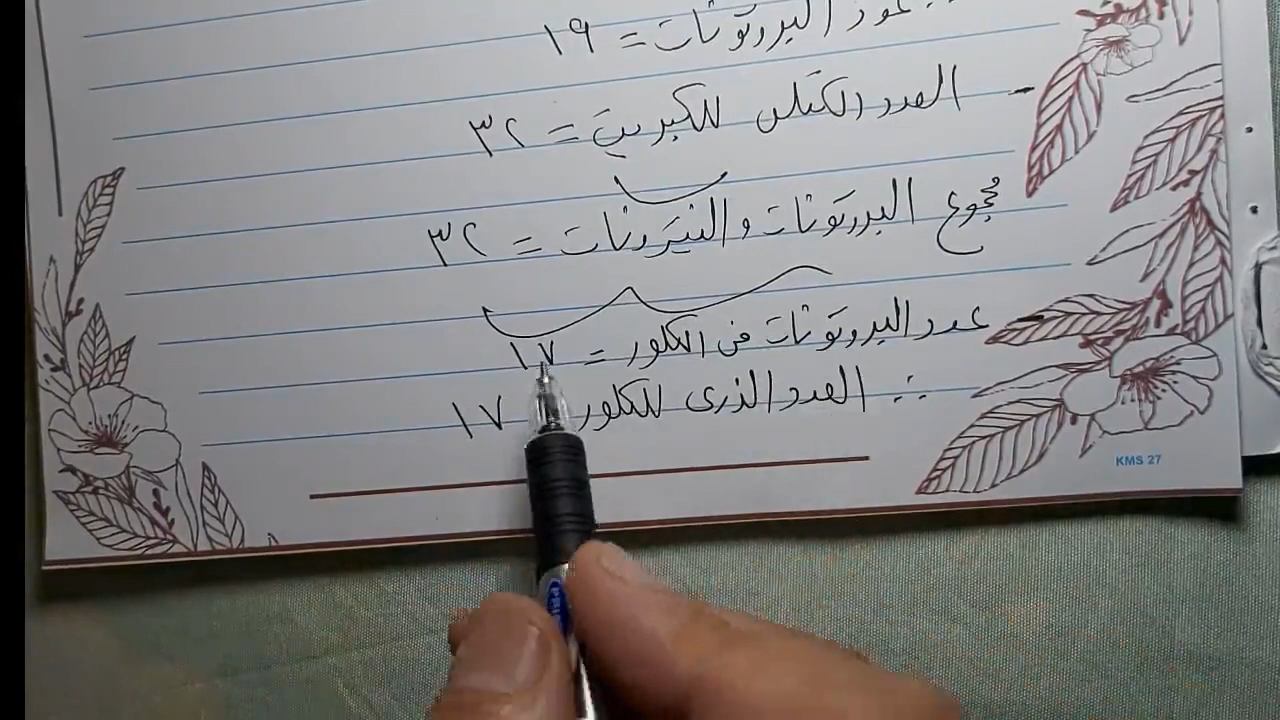 ∴ عدد البروتونات = ١٩
- العدد الكتلى للكبريت = ٣٢
مجموع البروتونات والنيترونات = ٣٢
- عدد البروتونات فى الكلور = ١٧
∴ العدد الذرى للكلور ١٧
KMS 27